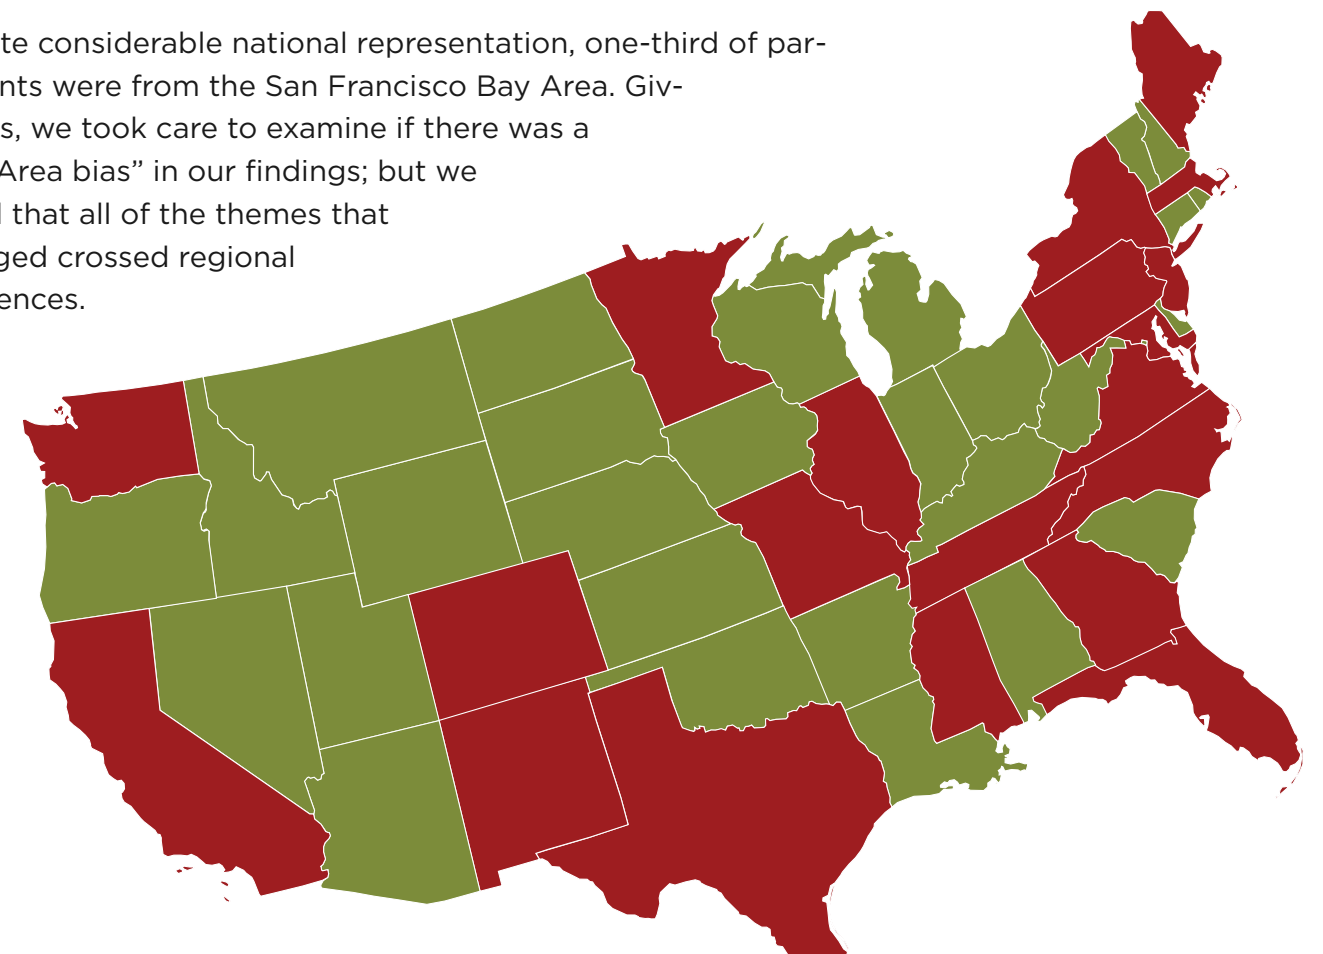 te considerable national representation, one-third of par-
nts were from the San Francisco Bay Area. Giv-
s, we took care to examine if there was a
Area bias” in our findings; but we
l that all of the themes that
ged crossed regional
ences.